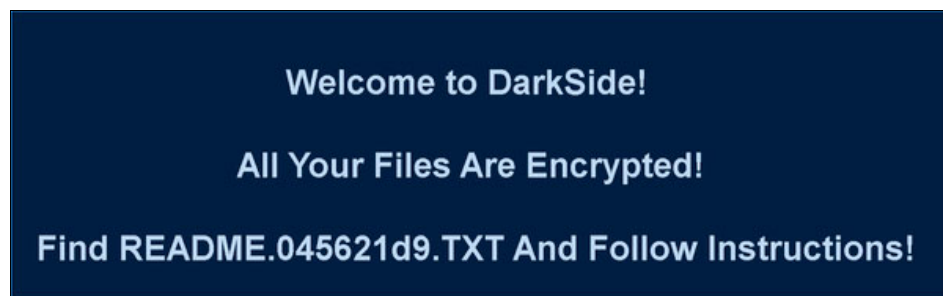 Welcome to DarkSide!
All Your Files Are Encrypted!
Find README.045621d9.TXT And Follow Instructions!